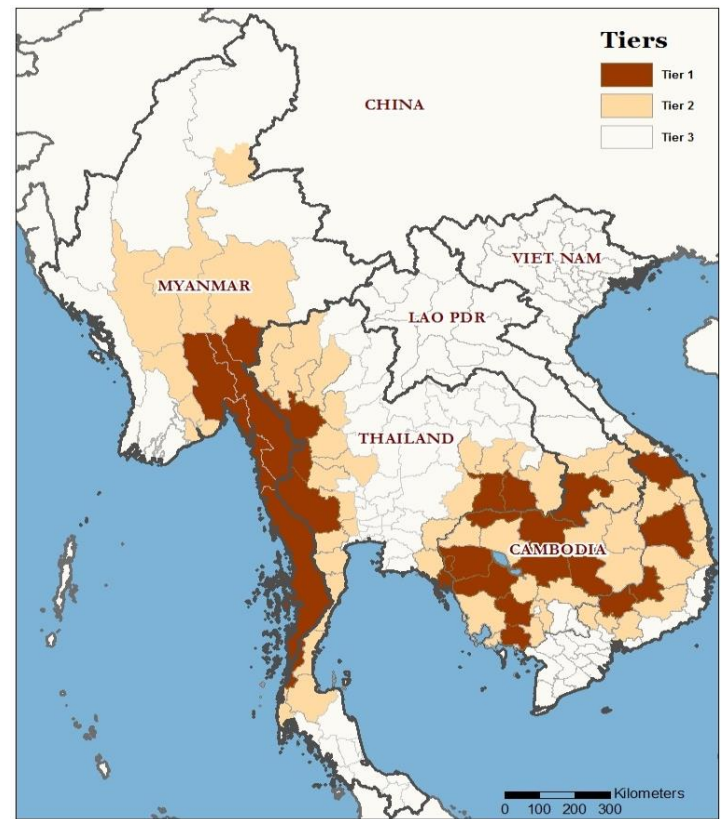 Tiers
Tier 1
Tier 2
Tier 3
CHINA
VIET NAM
MYANMAR
LAO PDR
THAILAND
CAMBODIA
Kilometers
0 100 200 300